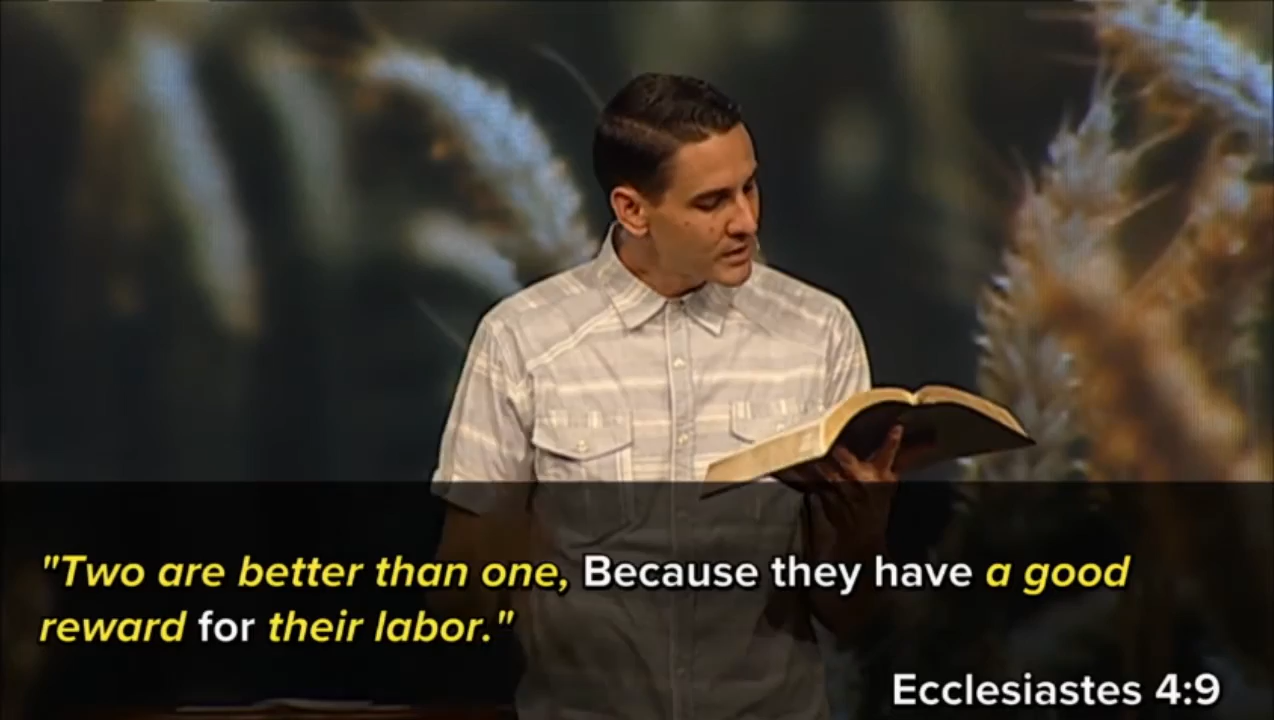 "Two are better than one, Because they have a good
reward for their labor."
Ecclesiastes 4:9